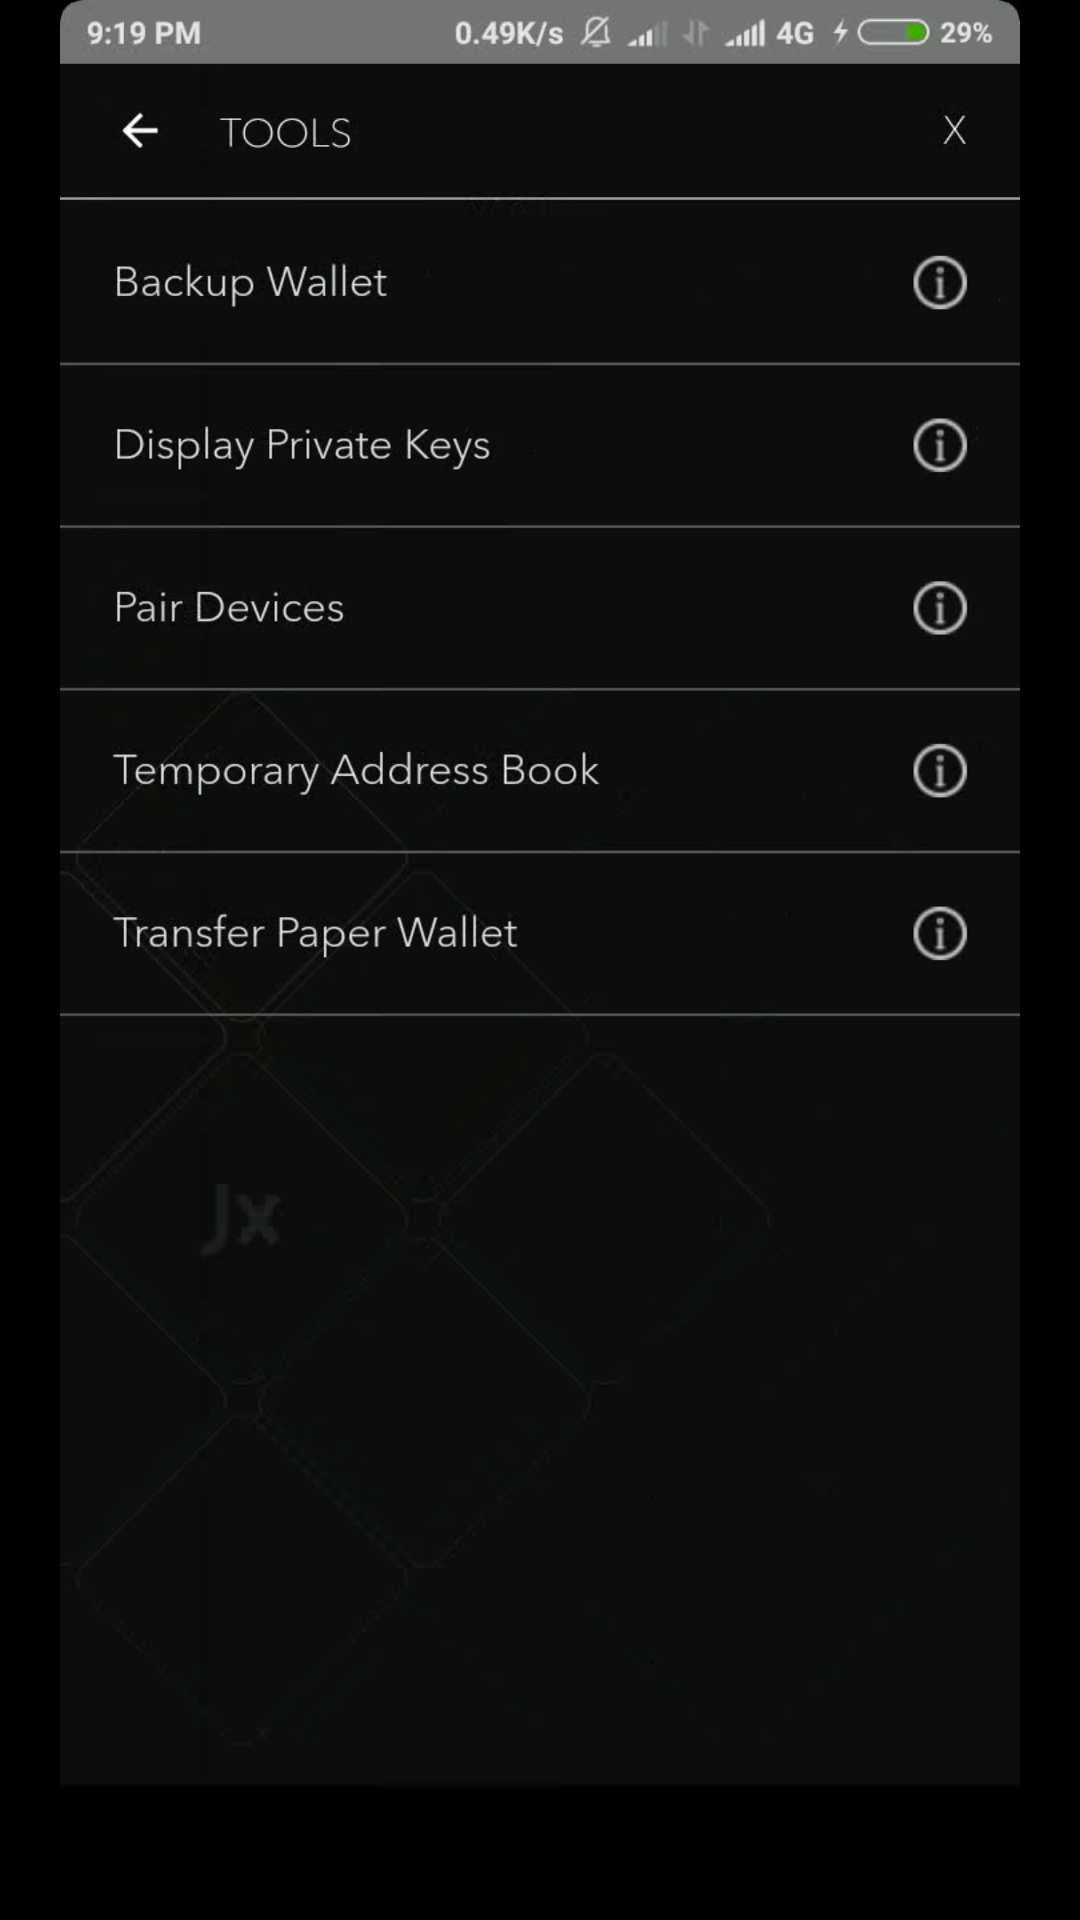 9:19 PM 0.49K/s 4G 29%
TOOLS X
Backup Wallet
Display Private Keys
Pair Devices
Temporary Address Book
Transfer Paper Wallet
Jx